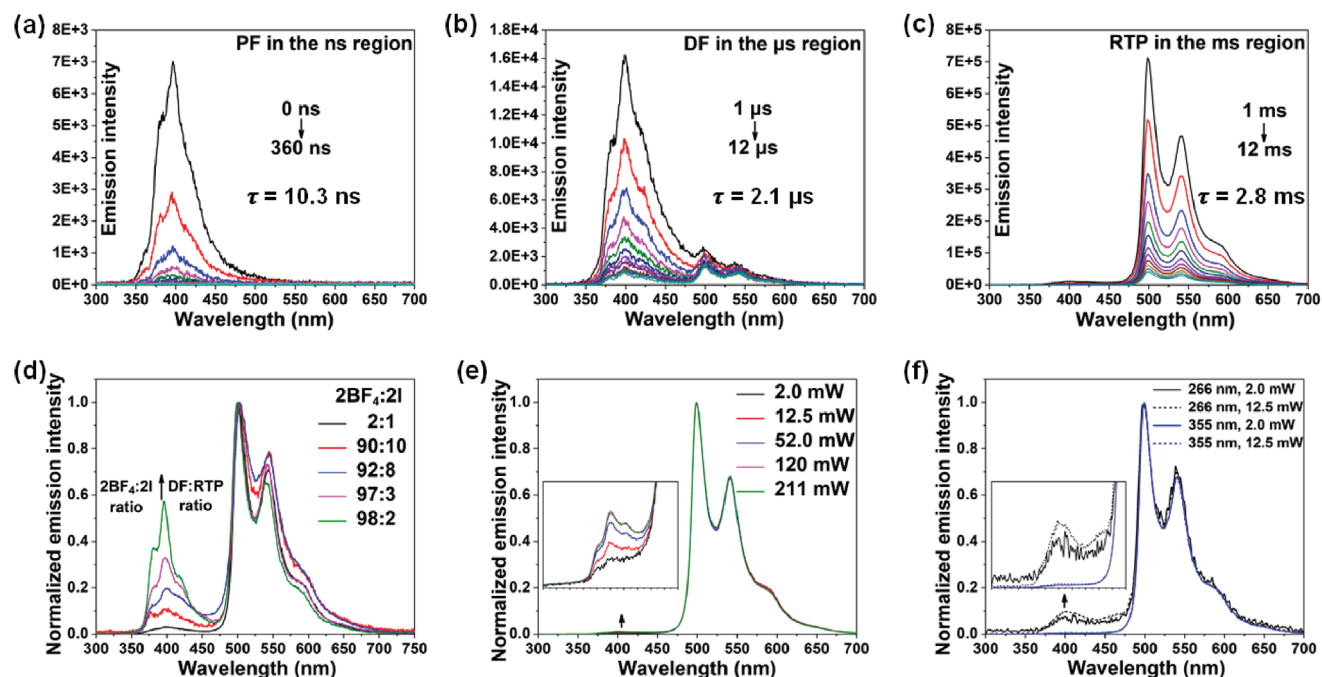 (a)
8E+3
7E+3
6E+3
5E+3
4E+3
3E+3
2E+3
1E+3
0E+0
Emission intensity
PF in the ns region
0 ns
360 ns
τ = 10.3 ns
300 350 400 450 500 550 600 650 700
Wavelength (nm)
(b)
1.8E+4
1.6E+4
1.4E+4
1.2E+4
1.0E+4
8.0E+3
6.0E+3
4.0E+3
2.0E+3
0.0E+0
Emission intensity
DF in the µs region
1 µs
12 µs
τ = 2.1 µs
300 350 400 450 500 550 600 650 700
Wavelength (nm)
(c)
8.E+5
7.E+5
6.E+5
5.E+5
4.E+5
3.E+5
2.E+5
1.E+5
0.E+0
Emission intensity
RTP in the ms region
1 ms
12 ms
τ = 2.8 ms
300 350 400 450 500 550 600 650 700
Wavelength (nm)
(d)
Normalized emission intensity
1.0
0.8
0.6
0.4
0.2
0.0
2BF₄:2I
2:1
90:10
92:8
97:3
98:2
2BF₄:2I DF:RTP
ratio ratio
300 350 400 450 500 550 600 650 700 750
Wavelength (nm)
(e)
Normalized emission intensity
1.0
0.8
0.6
0.4
0.2
0.0
2.0 mW
12.5 mW
52.0 mW
120 mW
211 mW
300 350 400 450 500 550 600 650 700
Wavelength (nm)
(f)
Normalized emission intensity
1.0
0.8
0.6
0.4
0.2
0.0
266 nm, 2.0 mW
266 nm, 12.5 mW
355 nm, 2.0 mW
355 nm, 12.5 mW
300 350 400 450 500 550 600 650 700
Wavelength (nm)